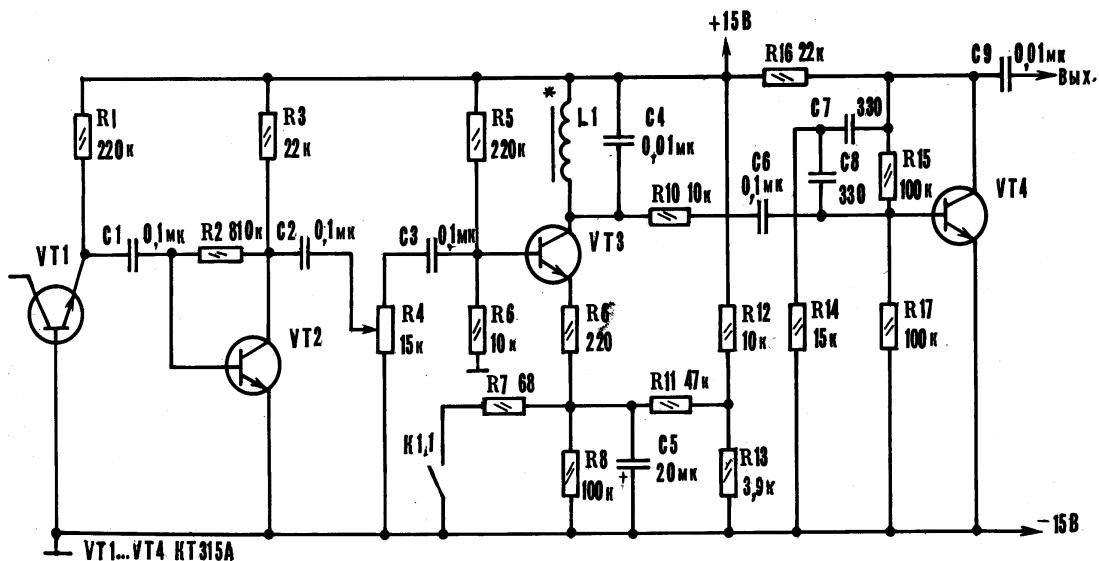 +15В
R16 22к
C9 0,01мк
Вых.
R1
220к
R3
22к
R5
220к
*
L1
C4
0,01мк
C7 330
C8
330
R15
100к
C6
0,1мк
R10 10к
VT4
VT1
C1 0,1мк
R2 810к
C2 0,1мк
C3 0,1мк
VT3
VT2
R4
15к
R6
10к
R6
220
R12
10к
R14
15к
R17
100к
R7 68
R11 47к
К1,1
R8
100к
C5
20мк
+
R13
3,9к
-15В
VT1...VT4 КТ315А